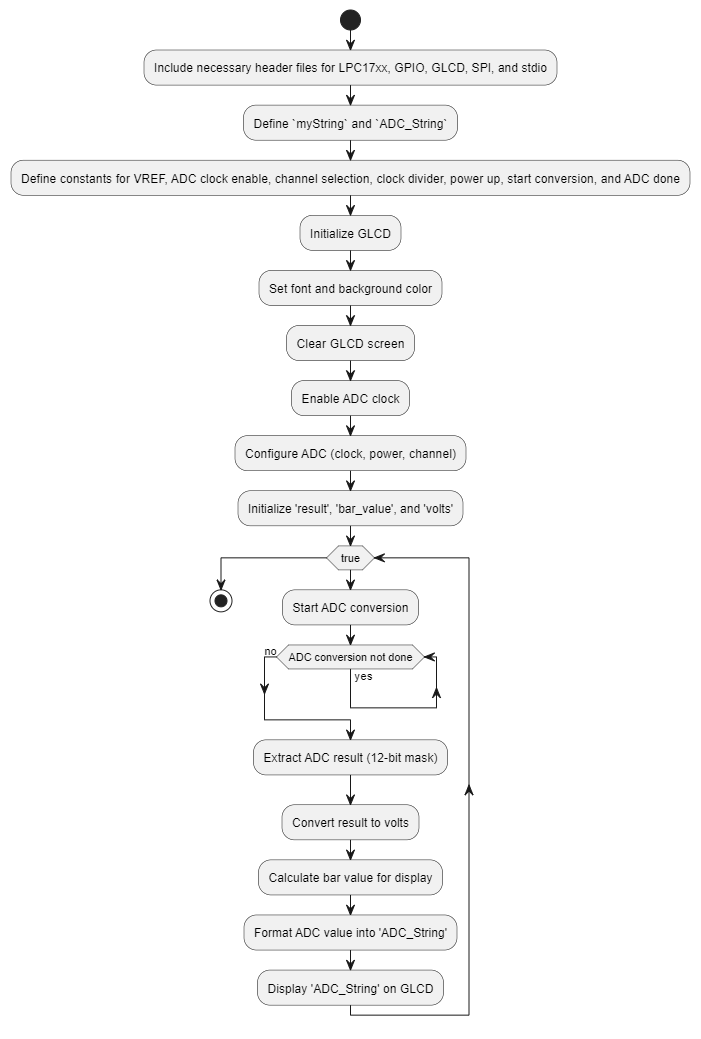 Include necessary header files for LPC17xx, GPIO, GLCD, SPI, and stdio
Define `myString` and `ADC_String`
Define constants for VREF, ADC clock enable, channel selection, clock divider, power up, start conversion, and ADC done
Initialize GLCD
Set font and background color
Clear GLCD screen
Enable ADC clock
Configure ADC (clock, power, channel)
Initialize 'result', 'bar_value', and 'volts'
true
Start ADC conversion
no
ADC conversion not done
yes
Extract ADC result (12-bit mask)
Convert result to volts
Calculate bar value for display
Format ADC value into 'ADC_String'
Display 'ADC_String' on GLCD